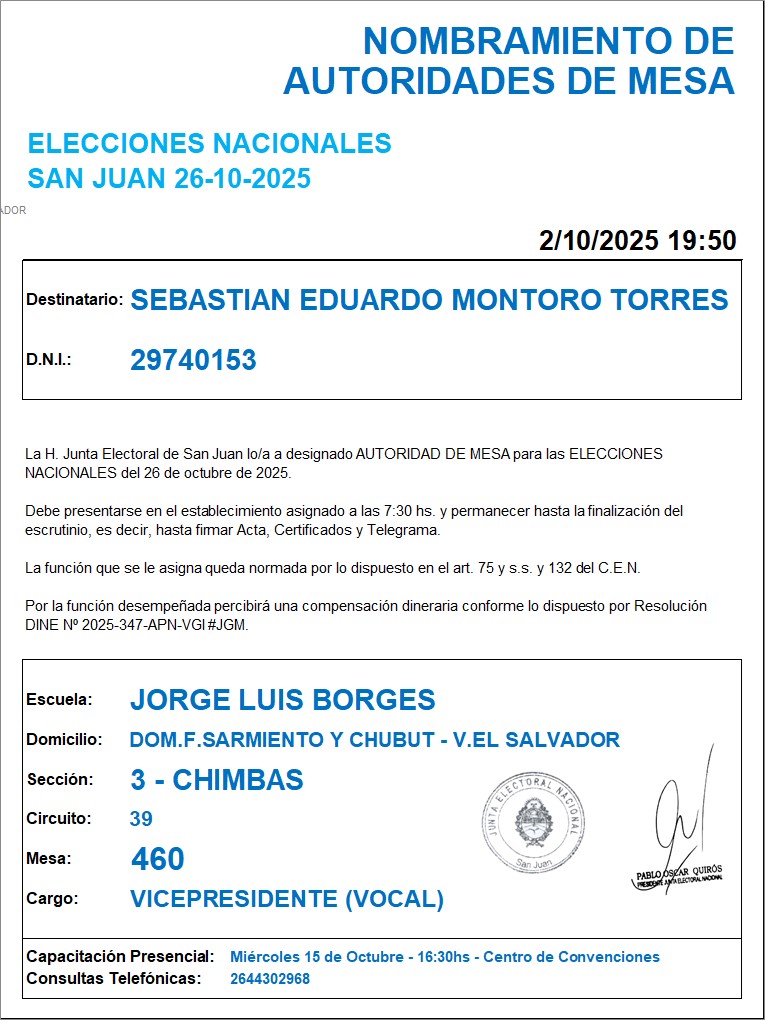 NOMBRAMIENTO DE
AUTORIDADES DE MESA
ELECCIONES NACIONALES
SAN JUAN 26-10-2025
ADOR
2/10/2025 19:50
Destinatario: SEBASTIAN EDUARDO MONTORO TORRES
D.N.I.: 29740153
La H. Junta Electoral de San Juan lo/a a designado AUTORIDAD DE MESA para las ELECCIONES
NACIONALES del 26 de octubre de 2025.
Debe presentarse en el establecimiento asignado a las 7:30 hs. y permanecer hasta la finalización del
escrutinio, es decir, hasta firmar Acta, Certificados y Telegrama.
La función que se le asigna queda normada por lo dispuesto en el art. 75 y s.s. y 132 del C.E.N.
Por la función desempeñada percibirá una compensación dineraria conforme lo dispuesto por Resolución
DINE Nº 2025-347-APN-VGI#JGM.
Escuela: JORGE LUIS BORGES
Domicilio: DOM.F.SARMIENTO Y CHUBUT - V.EL SALVADOR
Sección: 3 - CHIMBAS
Circuito: 39
Mesa: 460
Cargo: VICEPRESIDENTE (VOCAL)
JUNTA ELECTORAL NACIONAL
San Juan
PABLO OSCAR QUIRÓS
PRESIDENTE JUNTA ELECTORAL NACIONAL
Capacitación Presencial: Miércoles 15 de Octubre - 16:30hs - Centro de Convenciones
Consultas Telefónicas: 2644302968